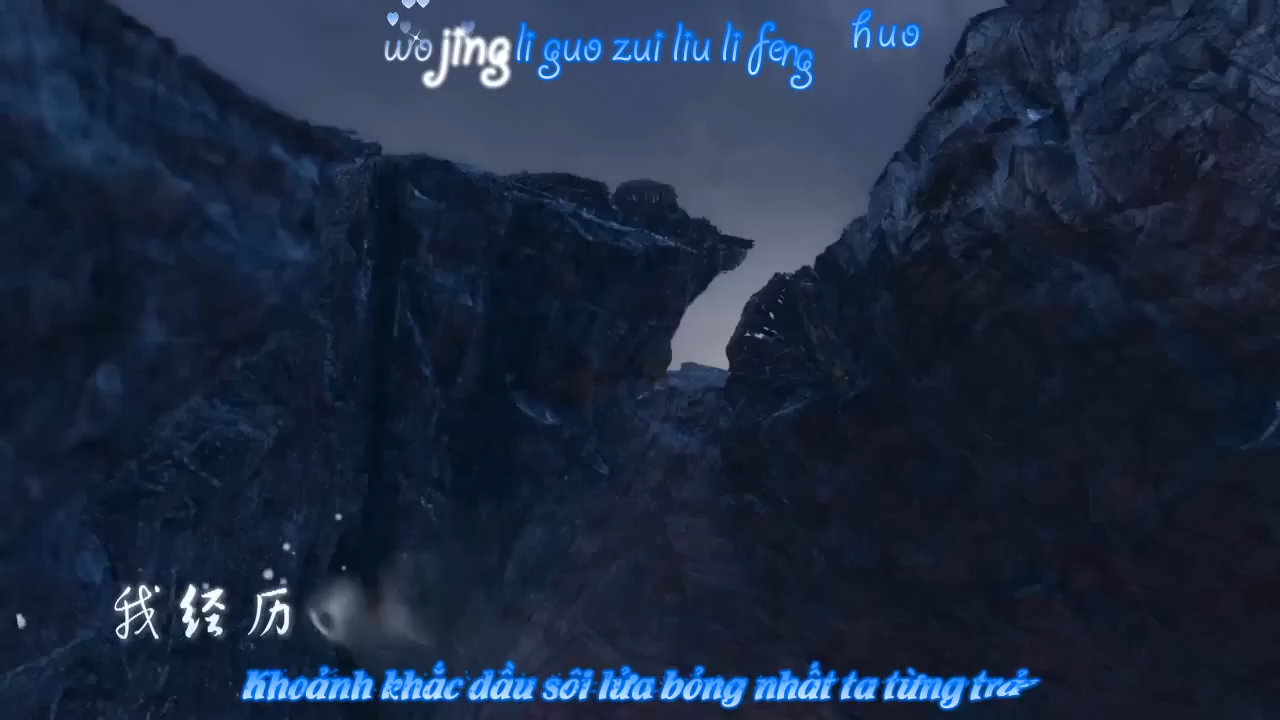 wo jing li guo zui liu li feng huo
我经历
Khoảnh khắc dầu sôi lửa bỏng nhất ta từng trả